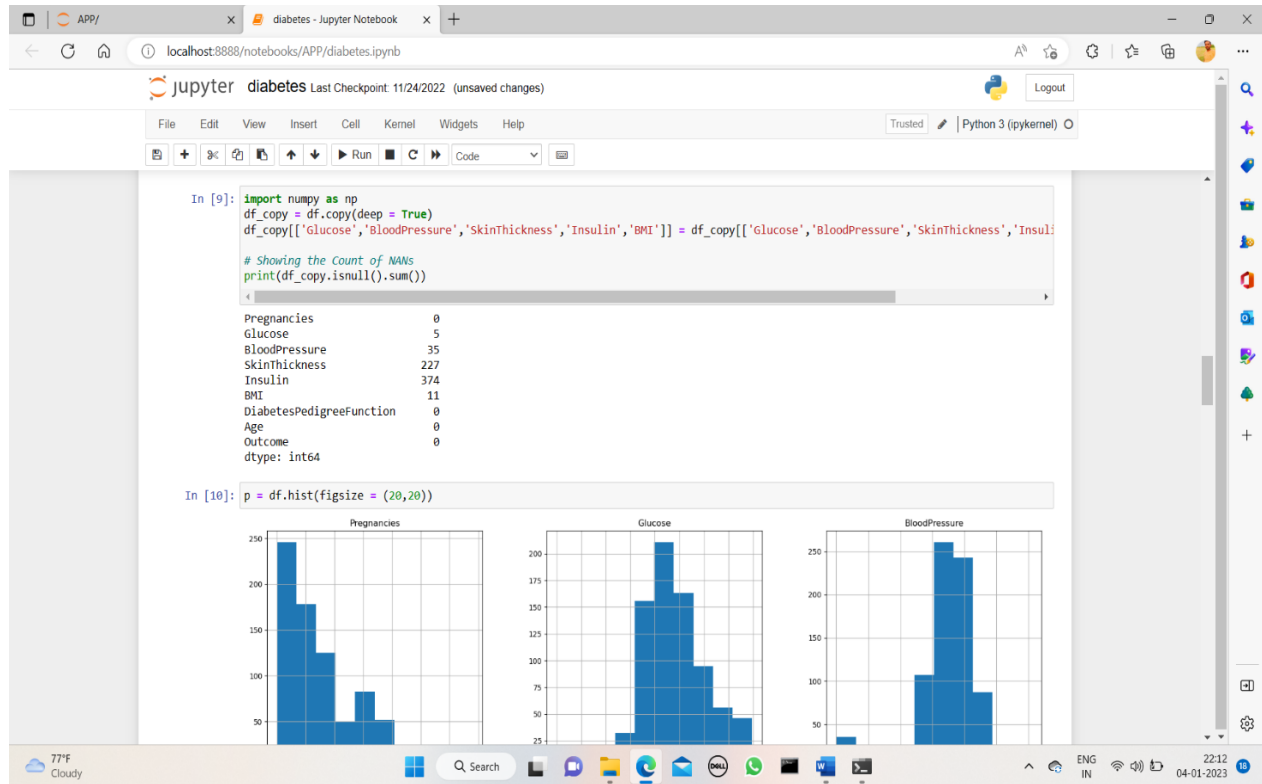 APP/
diabetes - Jupyter Notebook
localhost:8888/notebooks/APP/diabetes.ipynb
jupyter diabetes Last Checkpoint: 11/24/2022 (unsaved changes)
Logout
File Edit View Insert Cell Kernel Widgets Help
Trusted Python 3 (ipykernel)
Run Code
In [9]: import numpy as np
df_copy = df.copy(deep = True)
df_copy[['Glucose','BloodPressure','SkinThickness','Insulin','BMI']] = df_copy[['Glucose','BloodPressure','SkinThickness','Insuli
# Showing the Count of NANs
print(df_copy.isnull().sum())
Pregnancies 0
Glucose 5
BloodPressure 35
SkinThickness 227
Insulin 374
BMI 11
DiabetesPedigreeFunction 0
Age 0
Outcome 0
dtype: int64
In [10]: p = df.hist(figsize = (20,20))
Pregnancies
250
200
150
100
50
Glucose
200
175
150
125
100
75
50
25
BloodPressure
250
200
150
100
50
77°F
Cloudy
Search
DELL
ENG
IN
22:12
04-01-2023
18